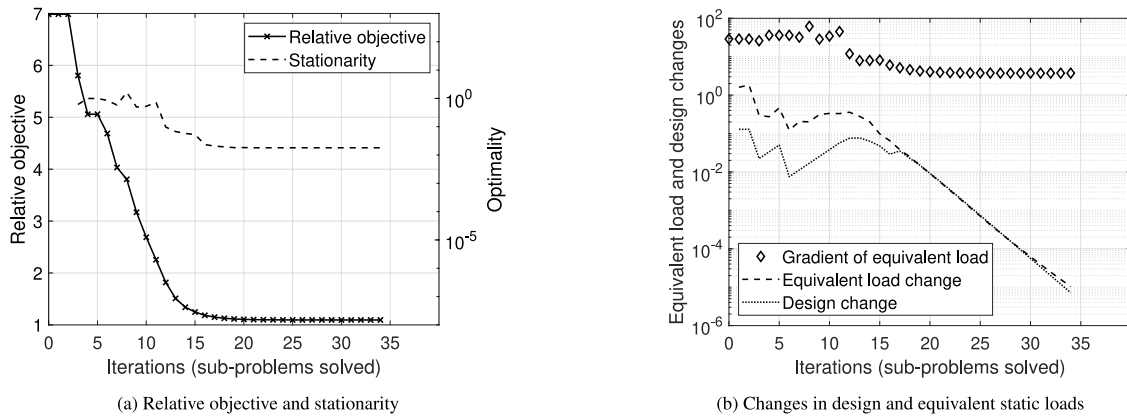 7
6
5
4
3
2
1
Relative objective
0 5 10 15 20 25 30 35
Iterations (sub-problems solved)
10^0
10^-5
Optimality
Relative objective
Stationarity
(a) Relative objective and stationarity
10^2
10^0
10^-2
10^-4
10^-6
Equivalent load and design changes
0 5 10 15 20 25 30 35
Iterations (sub-problems solved)
Gradient of equivalent load
Equivalent load change
Design change
(b) Changes in design and equivalent static loads